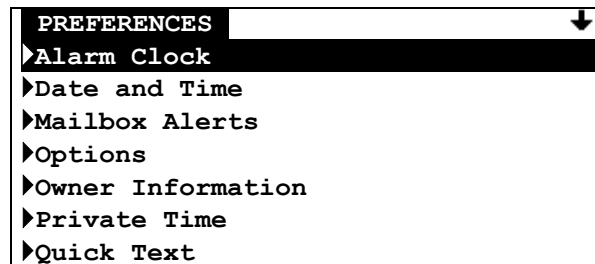 PREFERENCES
Alarm Clock
Date and Time
Mailbox Alerts
Options
Owner Information
Private Time
Quick Text